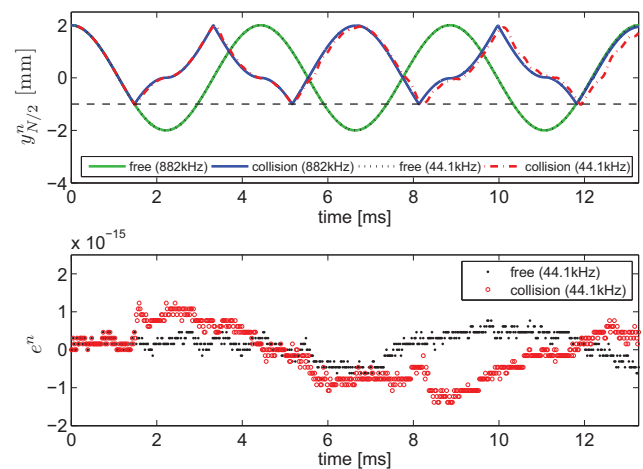 2
0
−2
−4
y^n_{N/2} [mm]
free (882kHz) collision (882kHz) free (44.1kHz) collision (44.1kHz)
0 2 4 6 8 10 12
time [ms]
x 10^{−15}
2
1
0
−1
−2
e^n
free (44.1kHz)
collision (44.1kHz)
0 2 4 6 8 10 12
time [ms]